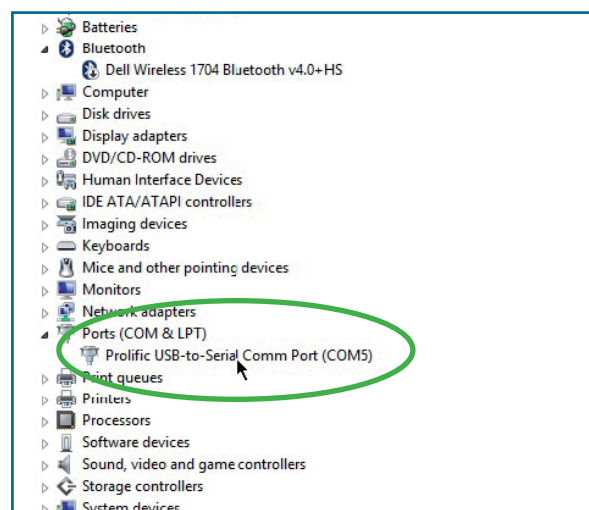 Batteries
Bluetooth
Dell Wireless 1704 Bluetooth v4.0+HS
Computer
Disk drives
Display adapters
DVD/CD-ROM drives
Human Interface Devices
IDE ATA/ATAPI controllers
Imaging devices
Keyboards
Mice and other pointing devices
Monitors
Network adapters
Ports (COM & LPT)
Prolific USB-to-Serial Comm Port (COM5)
Print queues
Printers
Processors
Software devices
Sound, video and game controllers
Storage controllers
System devices